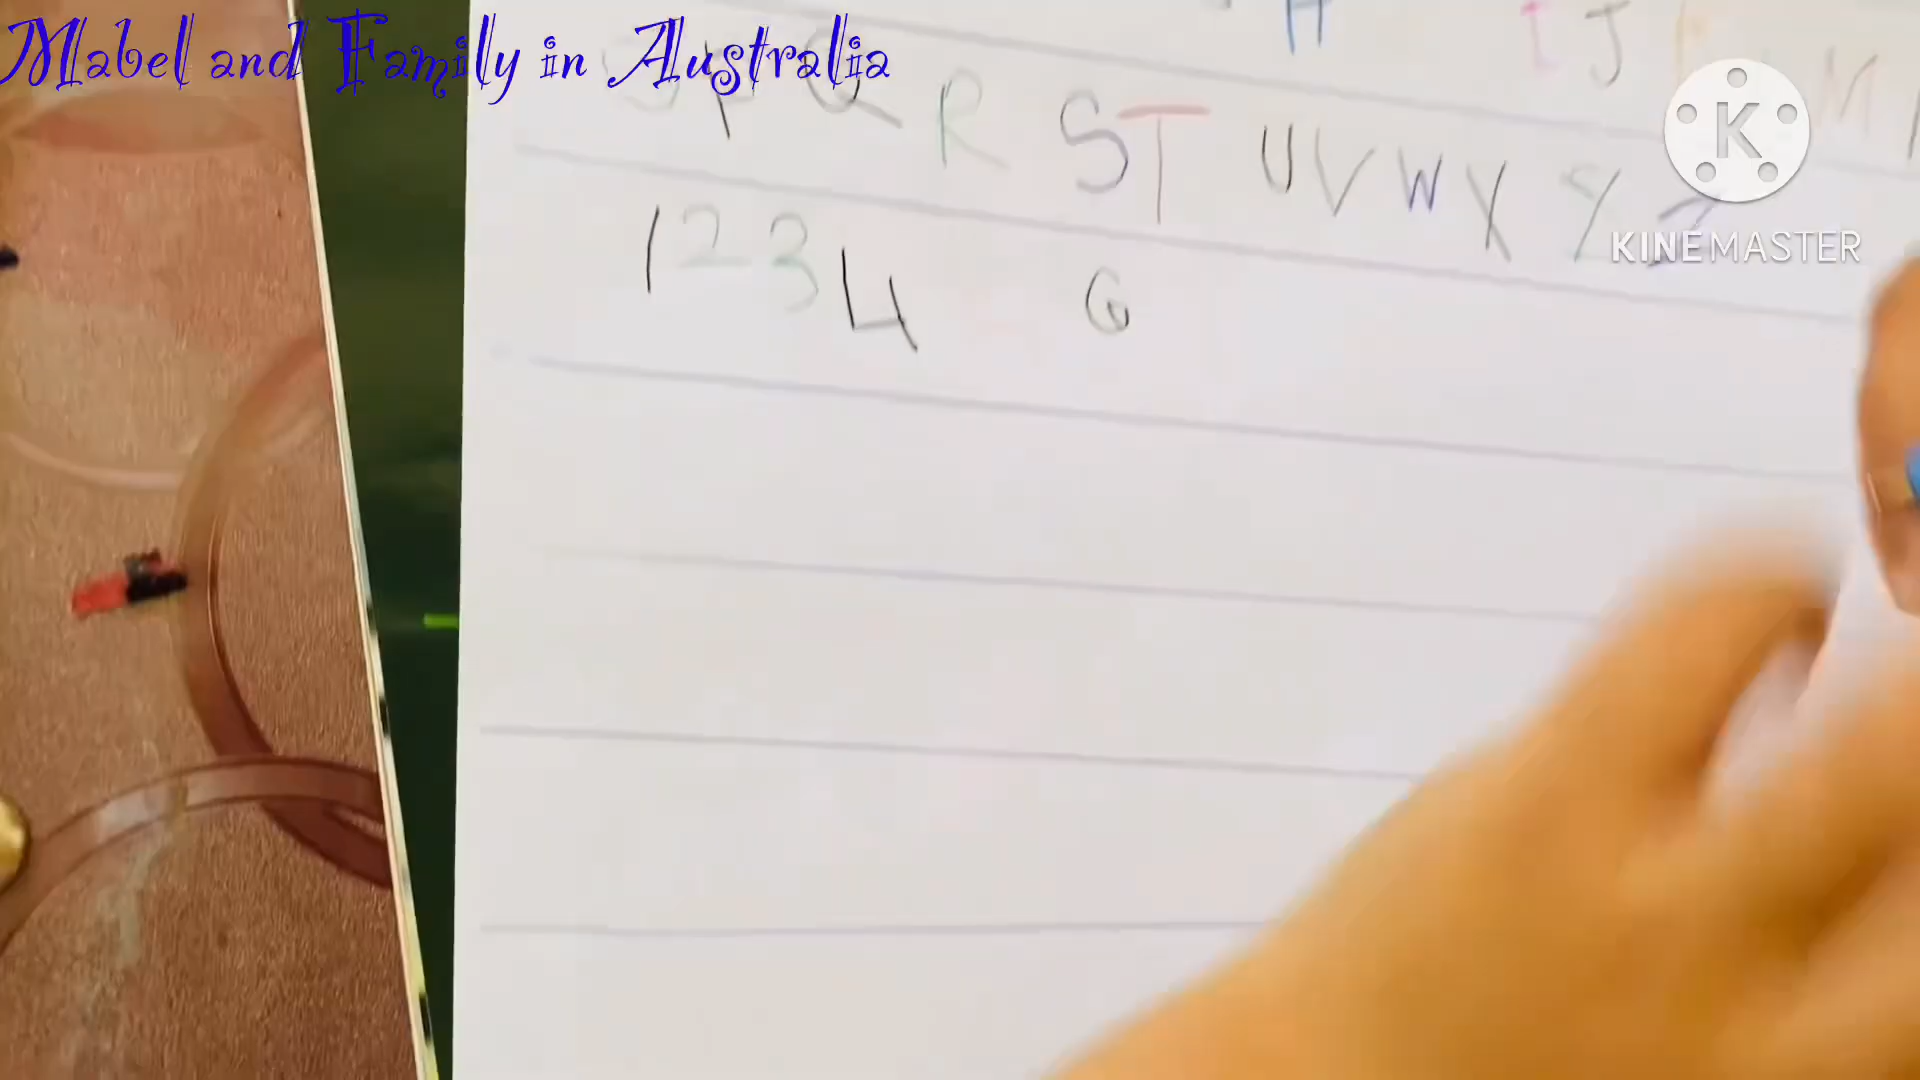 Mabel and Family in Australia
H I J K M
O P Q R S T U V W X Y Z
KINEMASTER
1 2 3 4 6